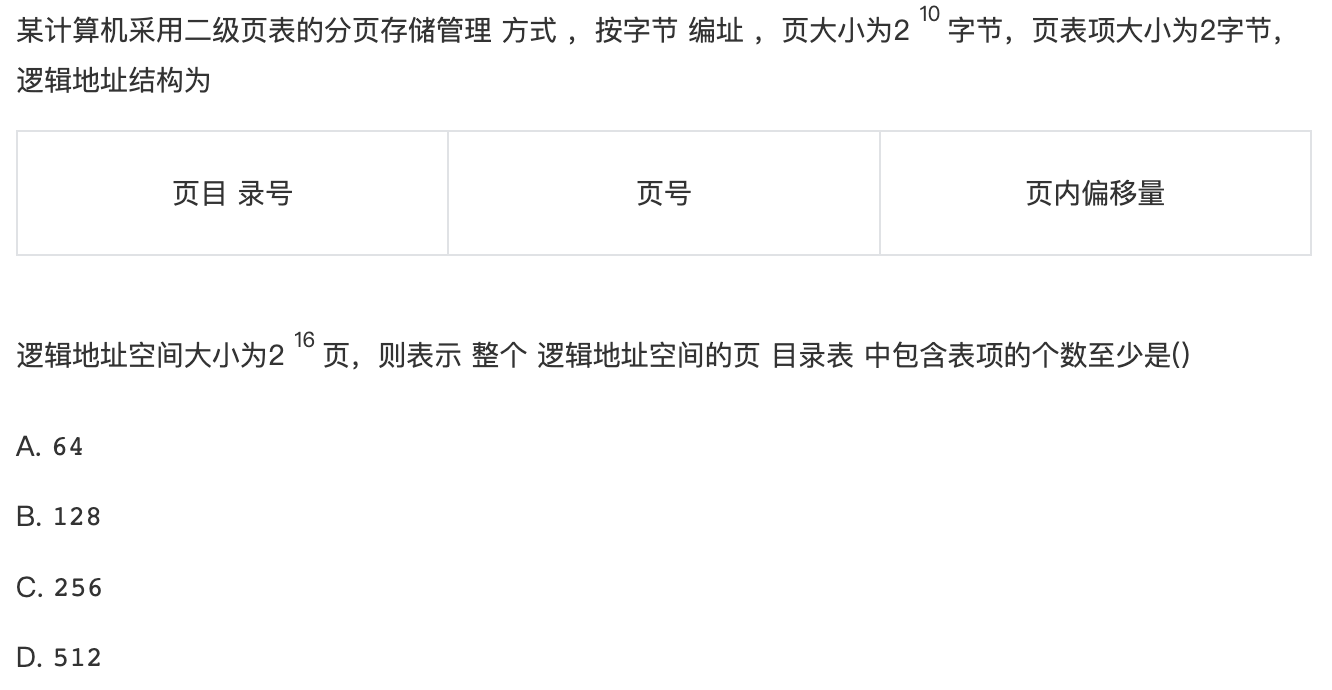 某计算机采用二级页表的分页存储管理 方式 ，按字节 编址 ，页大小为2 10 字节，页表项大小为2字节，
逻辑地址结构为
页目 录号 页号 页内偏移量
逻辑地址空间大小为2 16 页，则表示 整个 逻辑地址空间的页 目录表 中包含表项的个数至少是()
A. 64
B. 128
C. 256
D. 512